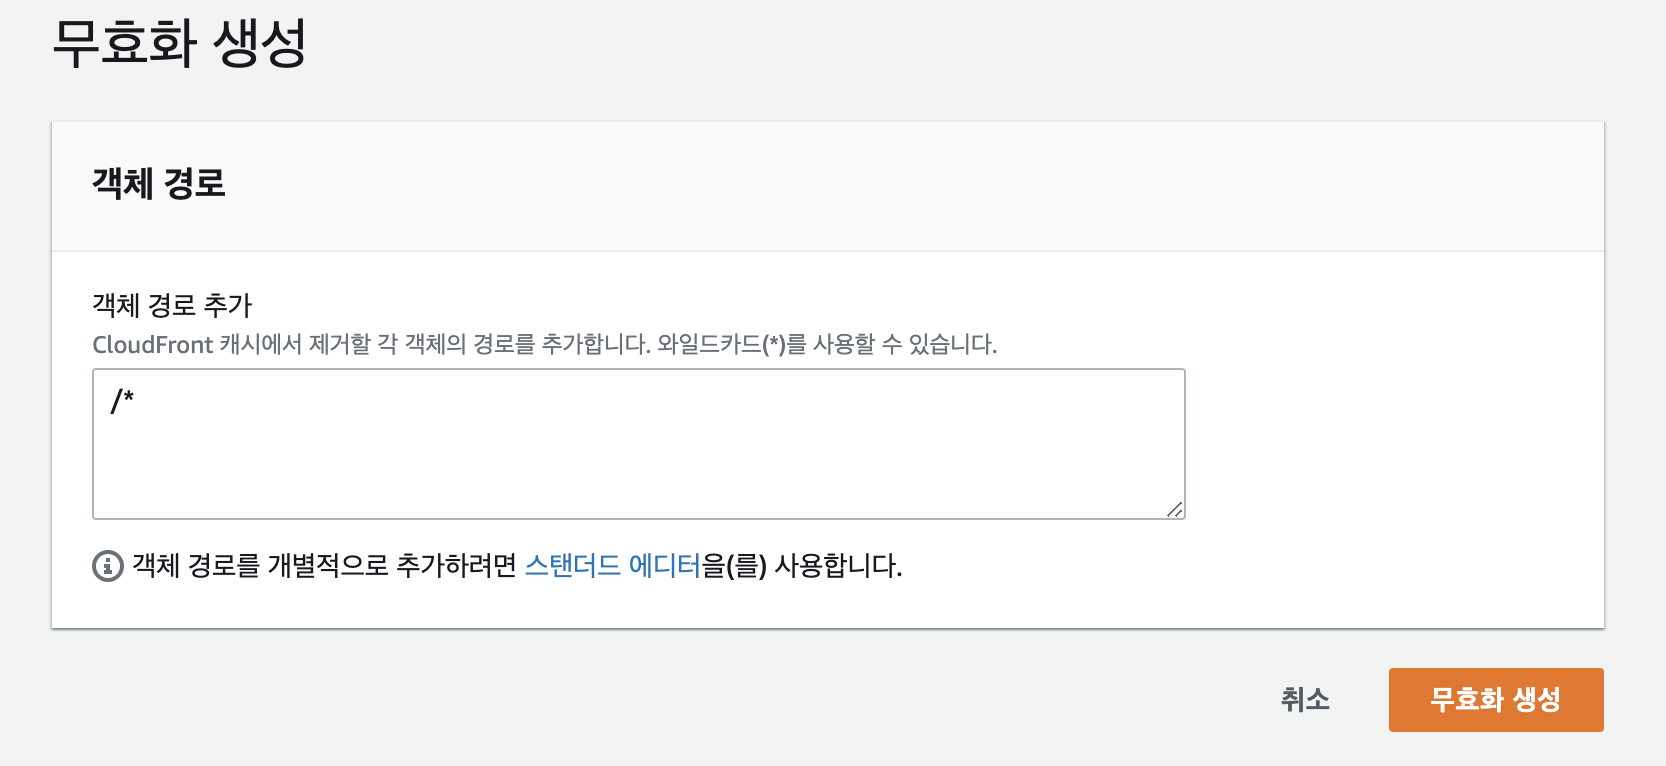 무효화 생성
객체 경로
객체 경로 추가
CloudFront 캐시에서 제거할 각 객체의 경로를 추가합니다. 와일드카드(*)를 사용할 수 있습니다.
/*
객체 경로를 개별적으로 추가하려면 스탠더드 에디터을(를) 사용합니다.
취소
무효화 생성